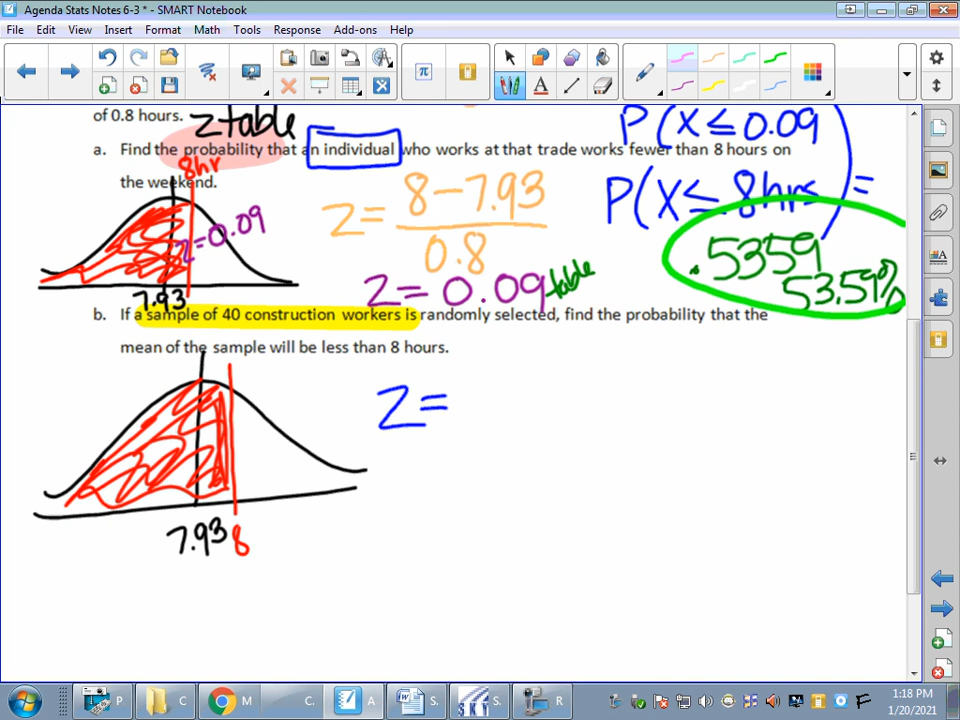 Agenda Stats Notes 6-3 * - SMART Notebook
File Edit View Insert Format Math Tools Response Add-ons Help
of 0.8 hours. z table
P(X ≤ 0.09)
a. Find the probability that an individual who works at that trade works fewer than 8 hours on
the weekend.
8hr
z = 8 - 7.93
0.8
P(X ≤ 8hrs) =
z=0.09
.5359
53.59%
7.93
z = 0.09 table
b. If a sample of 40 construction workers is randomly selected, find the probability that the
mean of the sample will be less than 8 hours.
z =
7.93 8
P C M C. A W S. R
1:18 PM
1/20/2021